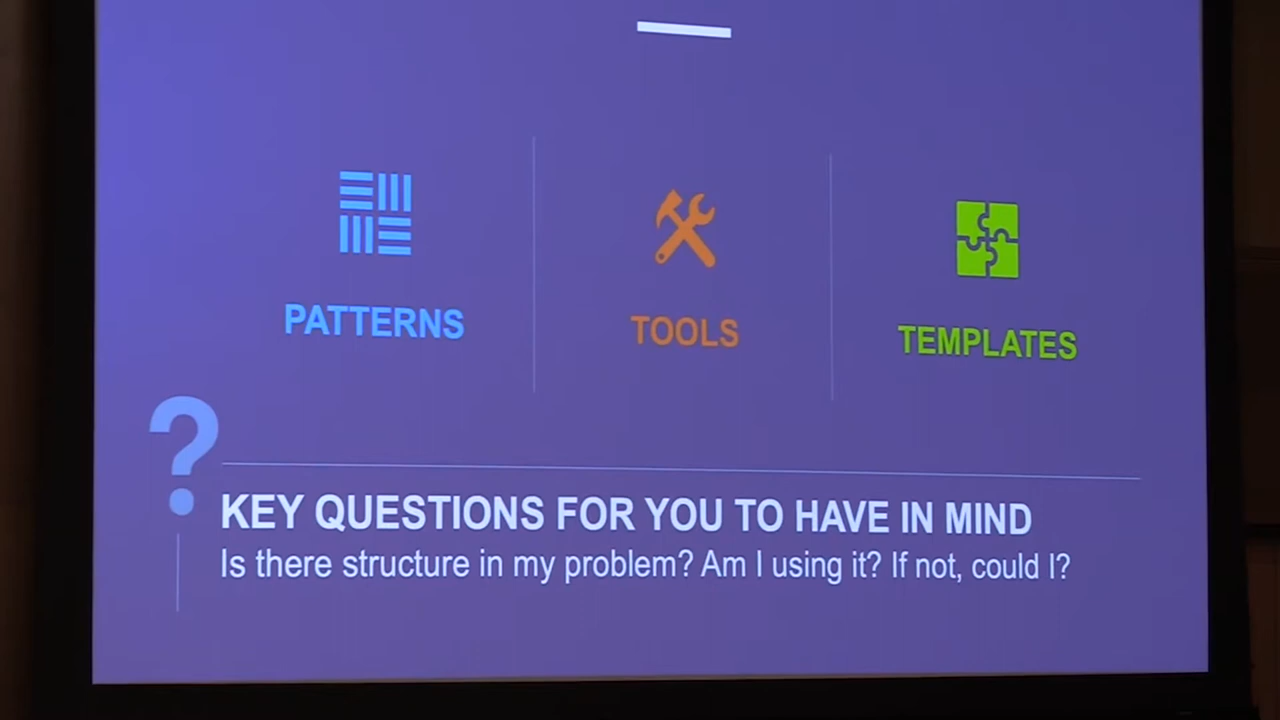 PATTERNS
TOOLS
TEMPLATES
?
KEY QUESTIONS FOR YOU TO HAVE IN MIND
Is there structure in my problem? Am I using it? If not, could I?